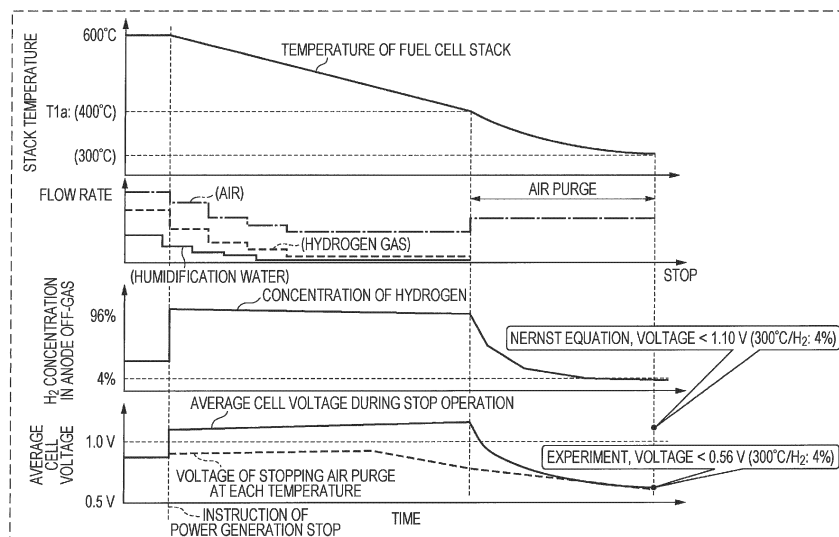 600°C
TEMPERATURE OF FUEL CELL STACK
STACK TEMPERATURE
T1a: (400°C)
(300°C)
FLOW RATE
(AIR)
AIR PURGE
(HYDROGEN GAS)
(HUMIDIFICATION WATER)
STOP
CONCENTRATION OF HYDROGEN
96%
H2 CONCENTRATION
IN ANODE OFF-GAS
4%
NERNST EQUATION, VOLTAGE < 1.10 V (300°C/H2: 4%)
AVERAGE CELL VOLTAGE DURING STOP OPERATION
AVERAGE
CELL
VOLTAGE
1.0 V
VOLTAGE OF STOPPING AIR PURGE
AT EACH TEMPERATURE
EXPERIMENT, VOLTAGE < 0.56 V (300°C/H2: 4%)
0.5 V
INSTRUCTION OF
POWER GENERATION STOP
TIME